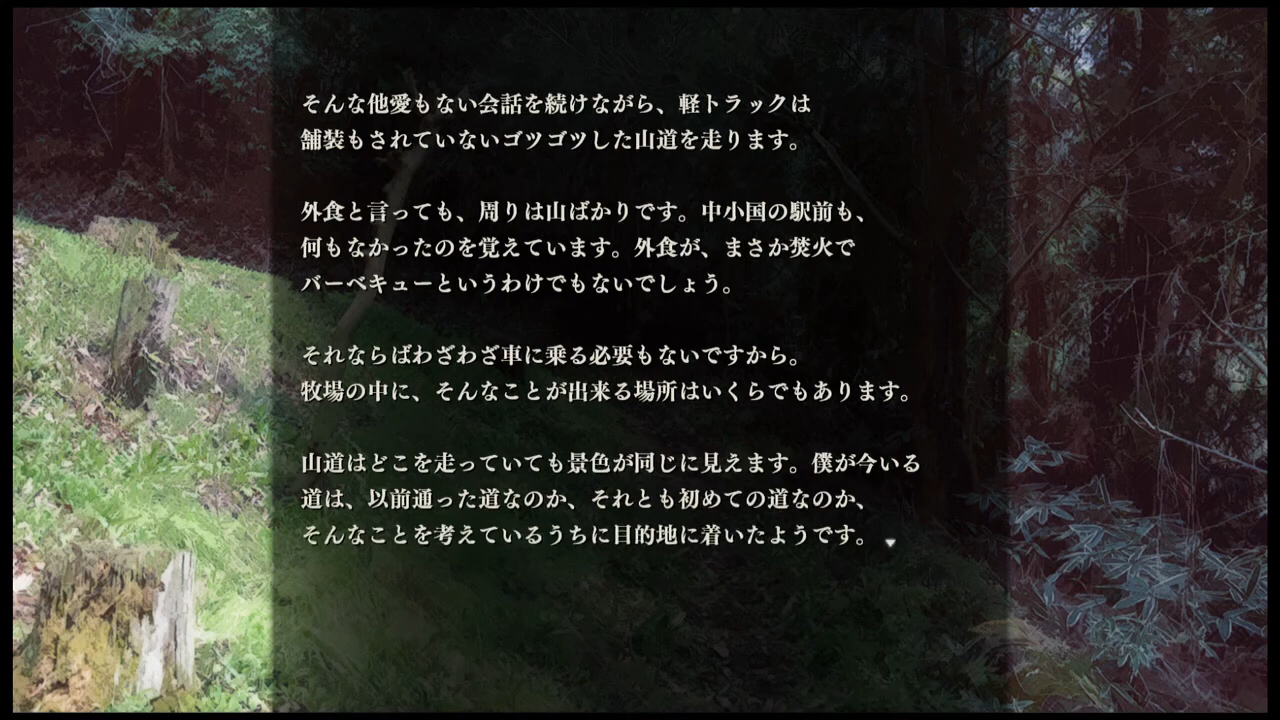 そんな他愛もない会話を続けながら、軽トラックは
舗装もされていないゴツゴツした山道を走ります。
外食と言っても、周りは山ばかりです。中小国の駅前も、
何もなかったのを覚えています。外食が、まさか焚火で
バーベキューというわけでもないでしょう。
それならばわざわざ車に乗る必要もないですから。
牧場の中に、そんなことが出来る場所はいくらでもあります。
山道はどこを走っていても景色が同じに見えます。僕が今いる
道は、以前通った道なのか、それとも初めての道なのか、
そんなことを考えているうちに目的地に着いたようです。